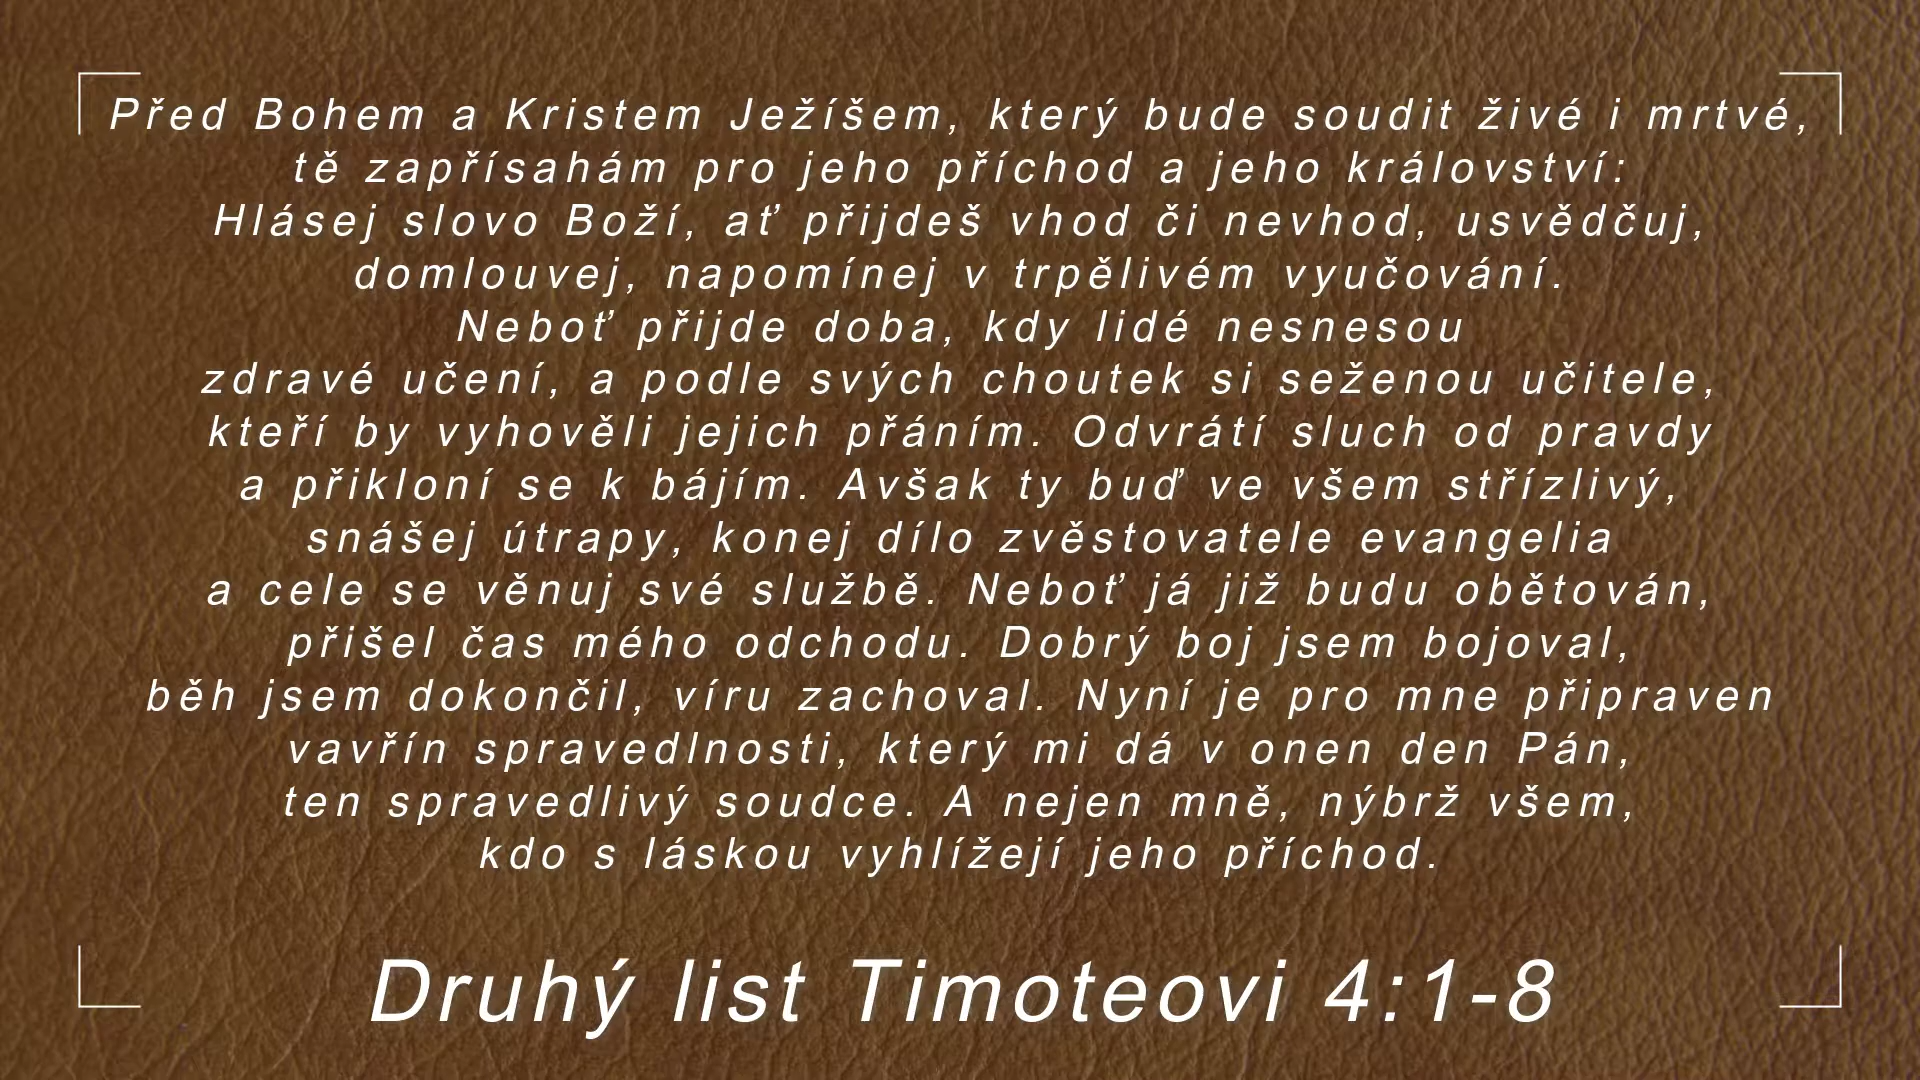 Před Bohem a Kristem Ježíšem, který bude soudit živé i mrtvé,
tě zapřísahám pro jeho příchod a jeho království:
Hlásej slovo Boží, ať přijdeš vhod či nevhod, usvědčuj,
domlouvej, napomínej v trpělivém vyučování.
Neboť přijde doba, kdy lidé nesnesou
zdravé učení, a podle svých choutek si seženou učitele,
kteří by vyhověli jejich přáním. Odvrátí sluch od pravdy
a přikloní se k bájím. Avšak ty buď ve všem střízlivý,
snášej útrapy, konej dílo zvěstovatele evangelia
a cele se věnuj své službě. Neboť já již budu obětován,
přišel čas mého odchodu. Dobrý boj jsem bojoval,
běh jsem dokončil, víru zachoval. Nyní je pro mne připraven
vavřín spravedlnosti, který mi dá v onen den Pán,
ten spravedlivý soudce. A nejen mně, nýbrž všem,
kdo s láskou vyhlížejí jeho příchod.
Druhý list Timoteovi 4:1-8